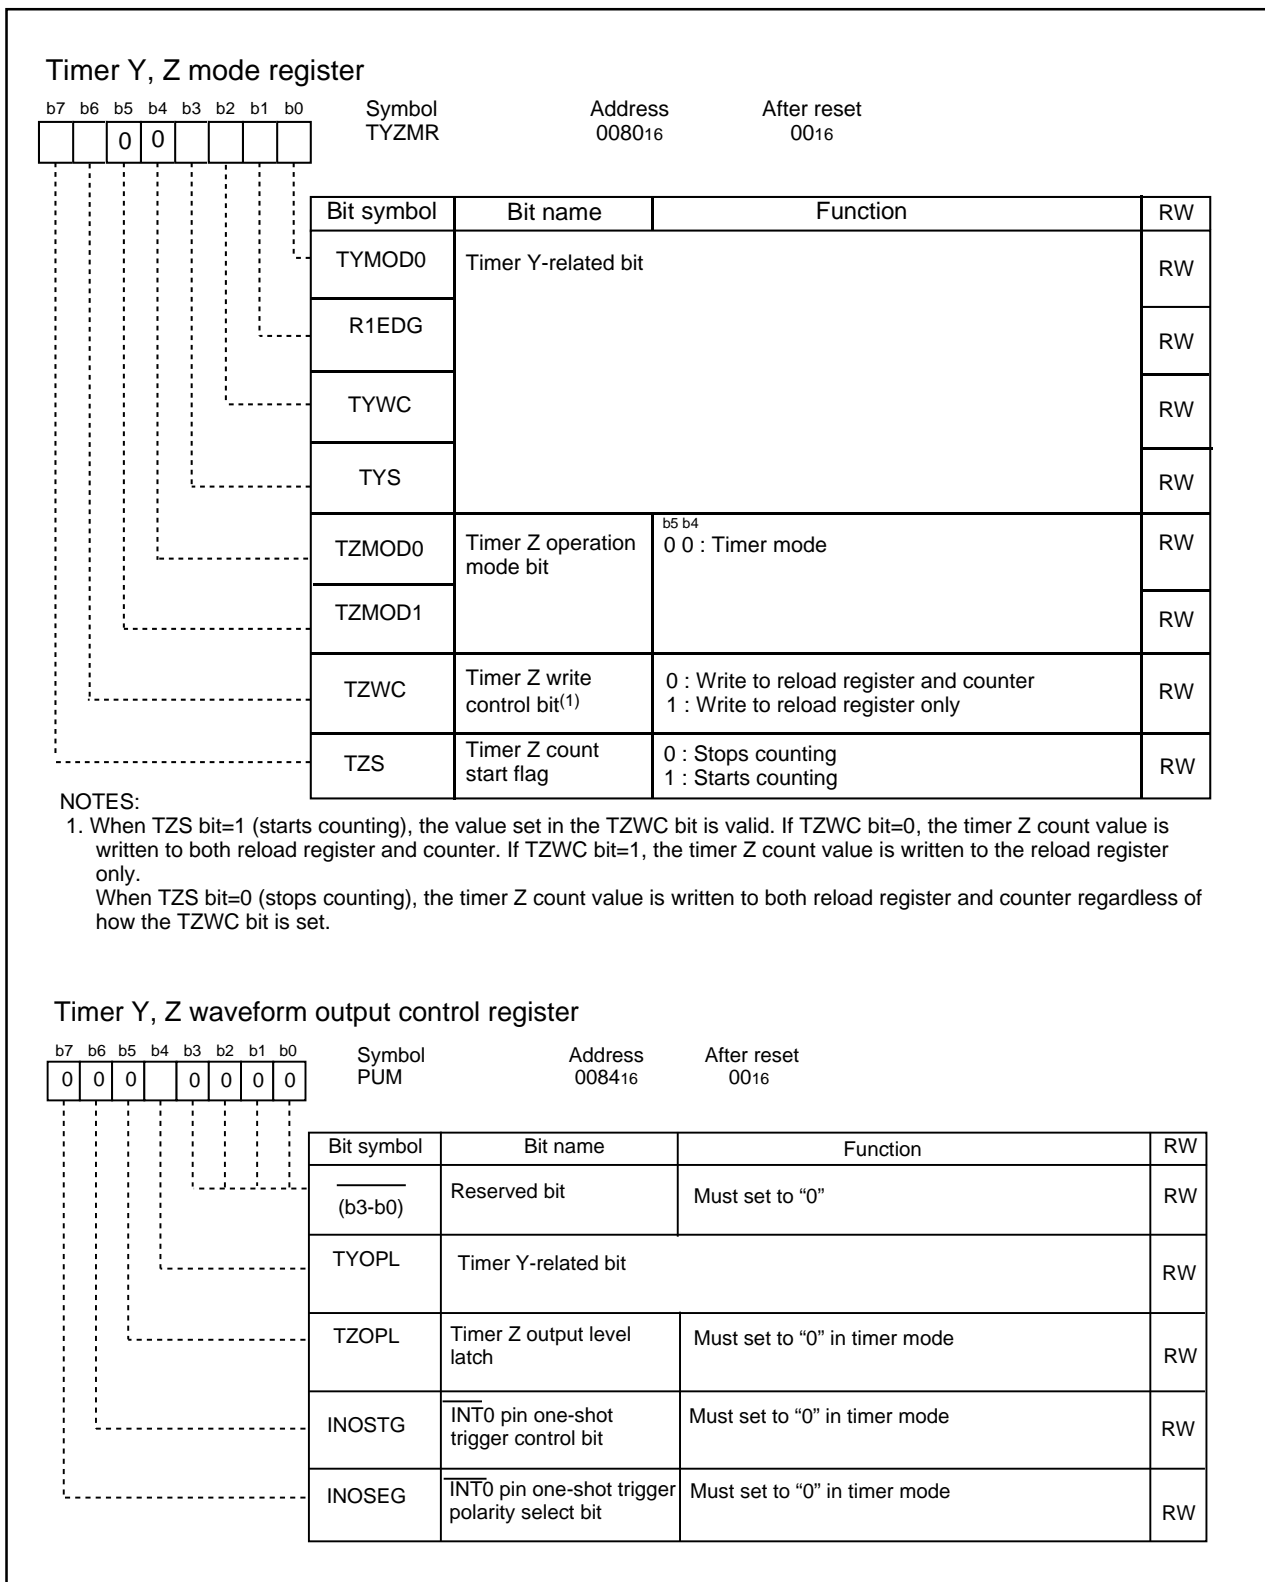 Timer Y, Z mode register
b7 b6 b5 b4 b3 b2 b1 b0 Symbol Address After reset
0 0 TYZMR 008016 0016
Bit symbol Bit name Function RW
TYMOD0 Timer Y-related bit RW
R1EDG RW
TYWC RW
TYS RW
b5 b4
TZMOD0 Timer Z operation 0 0 : Timer mode RW
mode bit
TZMOD1 RW
Timer Z write 0 : Write to reload register and counter
TZWC control bit(1) 1 : Write to reload register only RW
Timer Z count 0 : Stops counting
TZS start flag 1 : Starts counting RW
NOTES:
1. When TZS bit=1 (starts counting), the value set in the TZWC bit is valid. If TZWC bit=0, the timer Z count value is
written to both reload register and counter. If TZWC bit=1, the timer Z count value is written to the reload register
only.
When TZS bit=0 (stops counting), the timer Z count value is written to both reload register and counter regardless of
how the TZWC bit is set.
Timer Y, Z waveform output control register
b7 b6 b5 b4 b3 b2 b1 b0 Symbol Address After reset
0 0 0 0 0 0 0 PUM 008416 0016
Bit symbol Bit name Function RW
(b3-b0) Reserved bit Must set to “0” RW
TYOPL Timer Y-related bit RW
TZOPL Timer Z output level Must set to “0” in timer mode RW
latch
INOSTG INT0 pin one-shot Must set to “0” in timer mode RW
trigger control bit
INOSEG INT0 pin one-shot trigger Must set to “0” in timer mode RW
polarity select bit